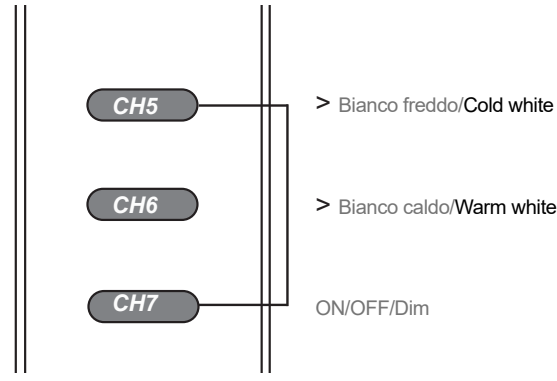 CH5 > Bianco freddo/Cold white
CH6 > Bianco caldo/Warm white
CH7 ON/OFF/Dim